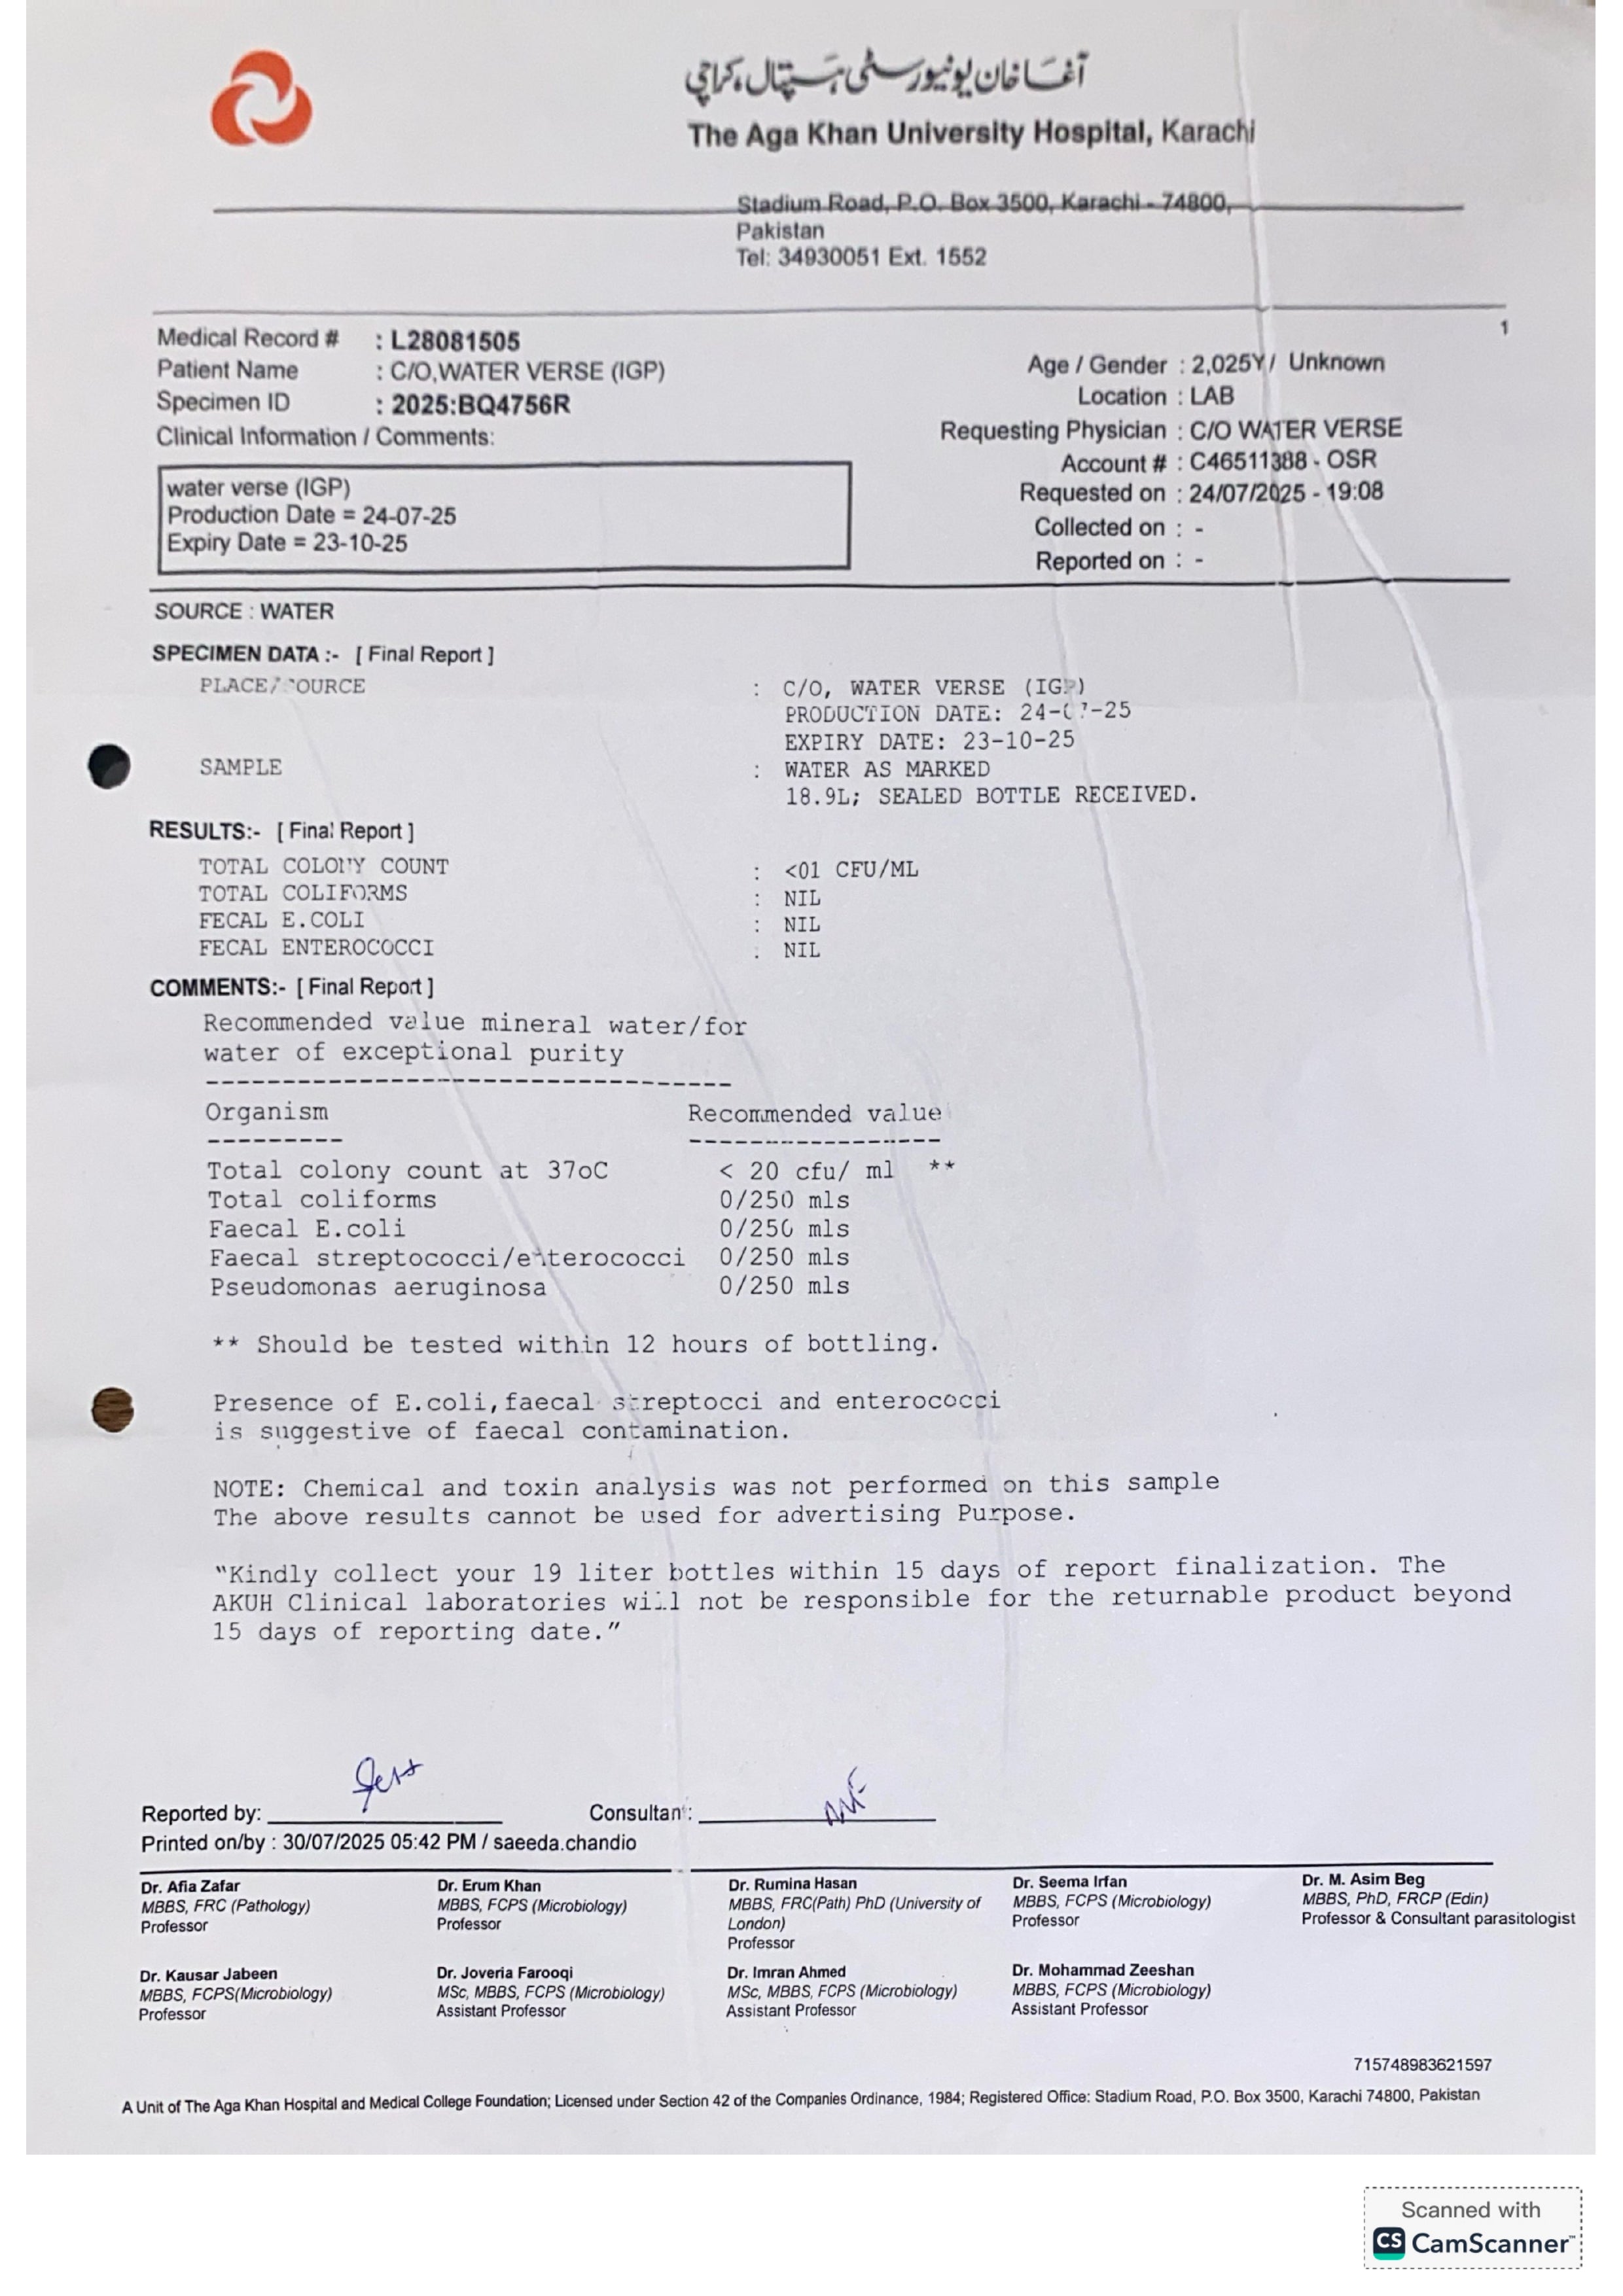 آغا خان یونیورسٹی ہسپتال، کراچی
The Aga Khan University Hospital, Karachi
Stadium Road, P.O. Box 3500, Karachi - 74800,
Pakistan
Tel: 34930051 Ext. 1552
1
Medical Record # : L28081505
Patient Name : C/O,WATER VERSE (IGP)
Specimen ID : 2025:BQ4756R
Clinical Information / Comments:
Age / Gender : 2,025Y / Unknown
Location : LAB
Requesting Physician : C/O WATER VERSE
Account # : C46511388 - OSR
Requested on : 24/07/2025 - 19:08
Collected on : -
Reported on : -
water verse (IGP)
Production Date = 24-07-25
Expiry Date = 23-10-25
SOURCE : WATER
SPECIMEN DATA :- [ Final Report ]
PLACE/SOURCE : C/O, WATER VERSE (IGP)
PRODUCTION DATE: 24-07-25
EXPIRY DATE: 23-10-25
SAMPLE : WATER AS MARKED
18.9L; SEALED BOTTLE RECEIVED.
RESULTS:- [ Final Report ]
TOTAL COLONY COUNT : <01 CFU/ML
TOTAL COLIFORMS : NIL
FECAL E.COLI : NIL
FECAL ENTEROCOCCI : NIL
COMMENTS:- [ Final Report ]
Recommended value mineral water/for
water of exceptional purity
----------------------------------
Organism Recommended value
--------- ------------------
Total colony count at 37oC < 20 cfu/ ml **
Total coliforms 0/250 mls
Faecal E.coli 0/250 mls
Faecal streptococci/enterococci 0/250 mls
Pseudomonas aeruginosa 0/250 mls
** Should be tested within 12 hours of bottling.
Presence of E.coli,faecal streptocci and enterococci
is suggestive of faecal contamination.
NOTE: Chemical and toxin analysis was not performed on this sample
The above results cannot be used for advertising Purpose.
"Kindly collect your 19 liter bottles within 15 days of report finalization. The
AKUH Clinical laboratories will not be responsible for the returnable product beyond
15 days of reporting date."
Reported by: Consultant:
Printed on/by : 30/07/2025 05:42 PM / saeeda.chandio
Dr. Afia Zafar
MBBS, FRC (Pathology)
Professor
Dr. Erum Khan
MBBS, FCPS (Microbiology)
Professor
Dr. Rumina Hasan
MBBS, FRC(Path) PhD (University of
London)
Professor
Dr. Seema Irfan
MBBS, FCPS (Microbiology)
Professor
Dr. M. Asim Beg
MBBS, PhD, FRCP (Edin)
Professor & Consultant parasitologist
Dr. Kausar Jabeen
MBBS, FCPS(Microbiology)
Professor
Dr. Joveria Farooqi
MSc, MBBS, FCPS (Microbiology)
Assistant Professor
Dr. Imran Ahmed
MSc, MBBS, FCPS (Microbiology)
Assistant Professor
Dr. Mohammad Zeeshan
MBBS, FCPS (Microbiology)
Assistant Professor
715748983621597
A Unit of The Aga Khan Hospital and Medical College Foundation; Licensed under Section 42 of the Companies Ordinance, 1984; Registered Office: Stadium Road, P.O. Box 3500, Karachi 74800, Pakistan
Scanned with
CS CamScanner™